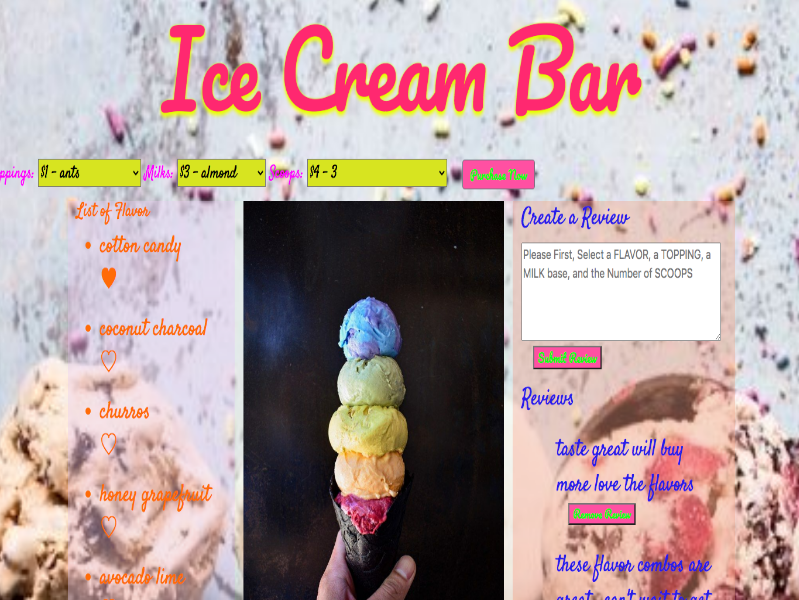 Ice Cream Bar
ppings: $1 - ants Milks: $3 - almond Scoops: $4 - 3 Purchase Now
List of Flavor
• cotton candy
♥
• coconut charcoal
♡
• churros
♡
• honey grapefruit
♡
• avocado lime
Create a Review
Please First, Select a FLAVOR, a TOPPING, a
MILK base, and the Number of SCOOPS
Submit Review
Reviews
taste great will buy
more love the flavors
Remove Review
these flavor combos are
great, can't wait to get